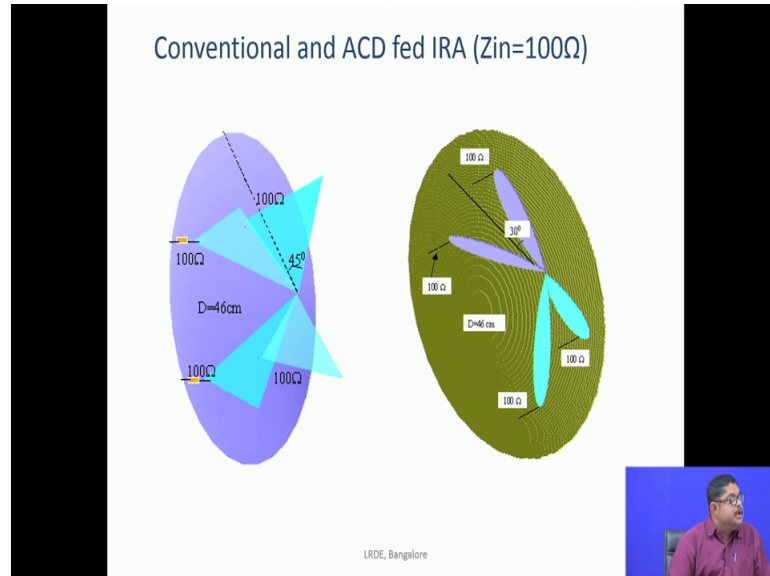 Conventional and ACD fed IRA (Zin=100Ω)
100Ω
100Ω
45⁰
D=46cm
100Ω
100Ω
100 Ω
30⁰
100 Ω
D=46 cm
100 Ω
100 Ω
LRDE, Bangalore